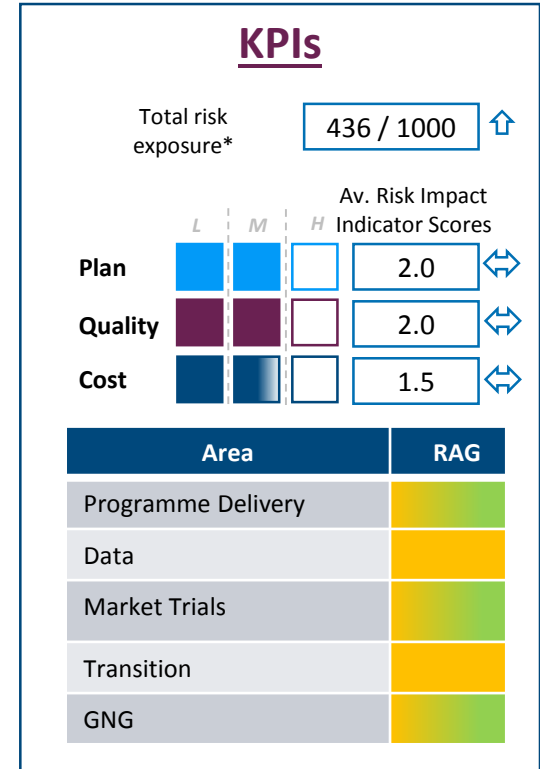 KPIs
Total risk
exposure*
436 / 1000
Av. Risk Impact
L M H Indicator Scores
Plan 2.0
Quality 2.0
Cost 1.5
Area RAG
Programme Delivery
Data
Market Trials
Transition
GNG